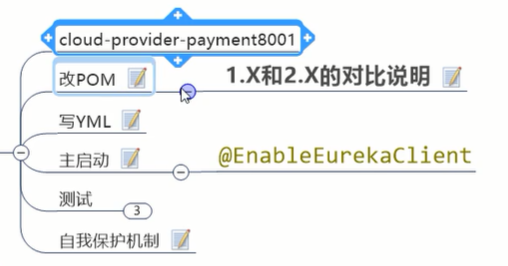 cloud-provider-payment8001
改POM
1.X和2.X的对比说明
写YML
主启动
@EnableEurekaClient
测试
3
自我保护机制